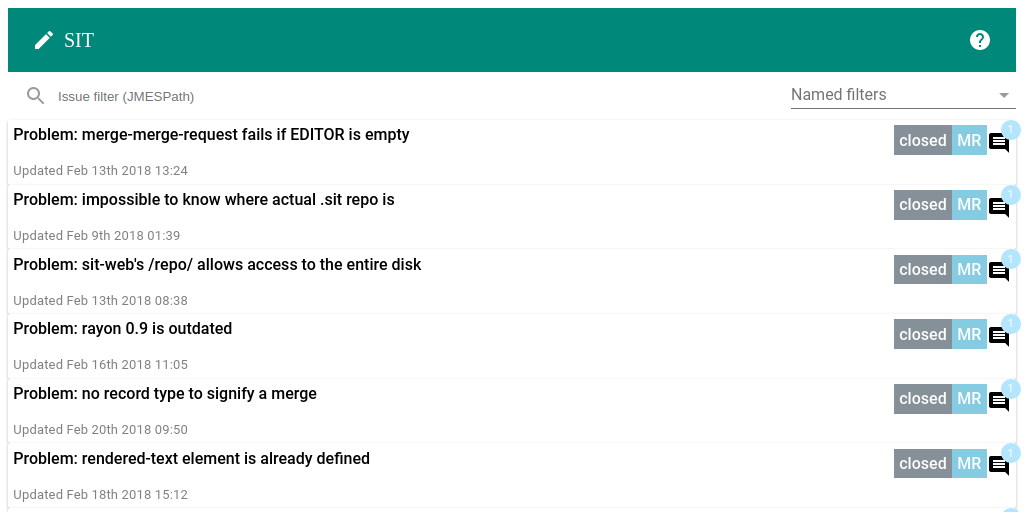 SIT
Issue filter (JMESPath)
Named filters
Problem: merge-merge-request fails if EDITOR is empty
closed MR 1
Updated Feb 13th 2018 13:24
Problem: impossible to know where actual .sit repo is
closed MR 1
Updated Feb 9th 2018 01:39
Problem: sit-web's /repo/ allows access to the entire disk
closed MR 1
Updated Feb 13th 2018 08:38
Problem: rayon 0.9 is outdated
closed MR 1
Updated Feb 16th 2018 11:05
Problem: no record type to signify a merge
closed MR 1
Updated Feb 20th 2018 09:50
Problem: rendered-text element is already defined
closed MR 1
Updated Feb 18th 2018 15:12